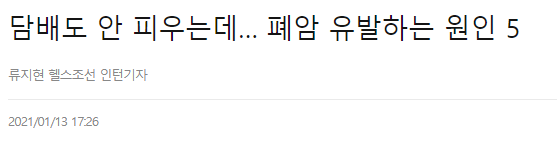 담배도 안 피우는데... 폐암 유발하는 원인 5
류지현 헬스조선 인턴기자
2021/01/13 17:26